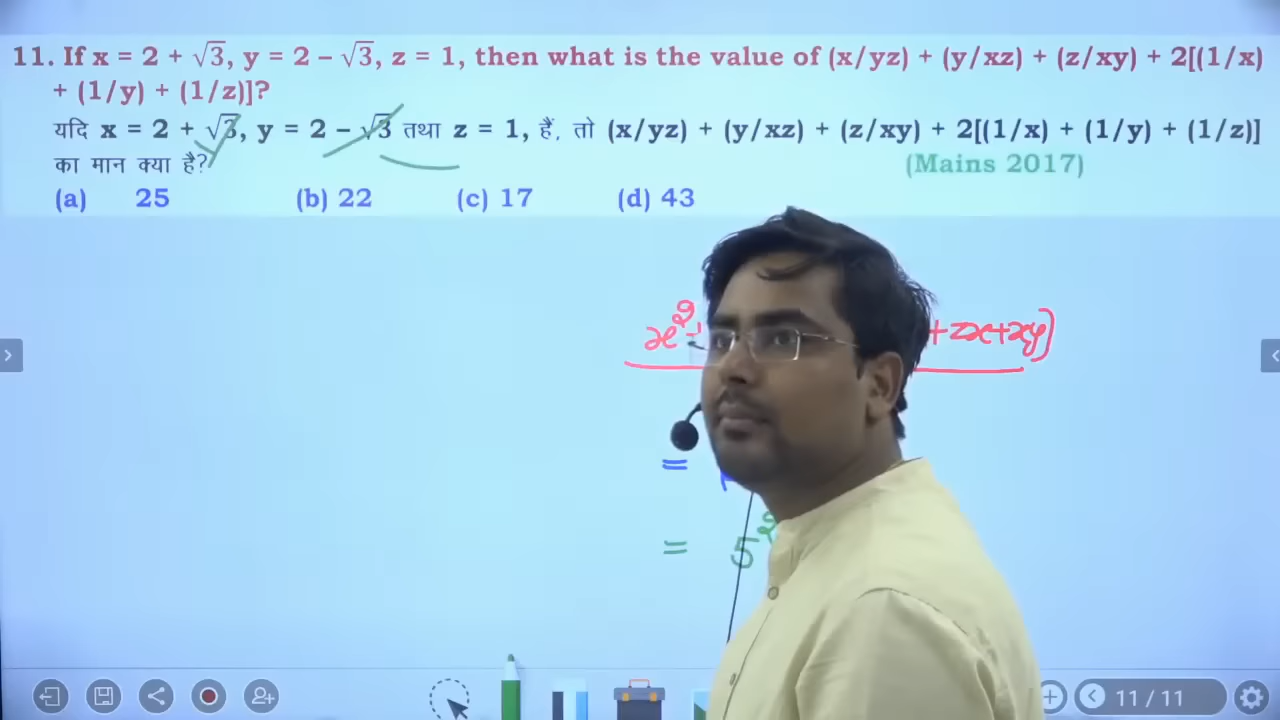 11. If x = 2 + √3, y = 2 – √3, z = 1, then what is the value of (x/yz) + (y/xz) + (z/xy) + 2[(1/x)
+ (1/y) + (1/z)]?
यदि x = 2 + √3, y = 2 – √3 तथा z = 1, हैं, तो (x/yz) + (y/xz) + (z/xy) + 2[(1/x) + (1/y) + (1/z)]
का मान क्या है?
(Mains 2017)
(a) 25 (b) 22 (c) 17 (d) 43
x² + zx+xy)
=
= 5²
11 / 11